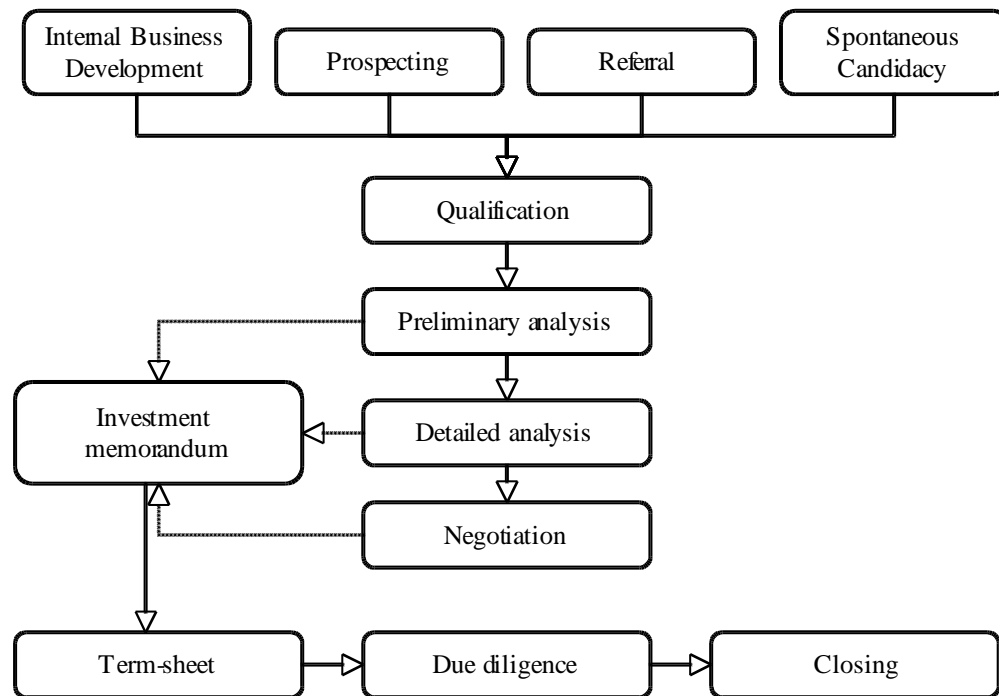 Internal Business
Development
Prospecting
Referral
Spontaneous
Candidacy
Qualification
Preliminary analysis
Investment
memorandum
Detailed analysis
Negotiation
Term-sheet
Due diligence
Closing